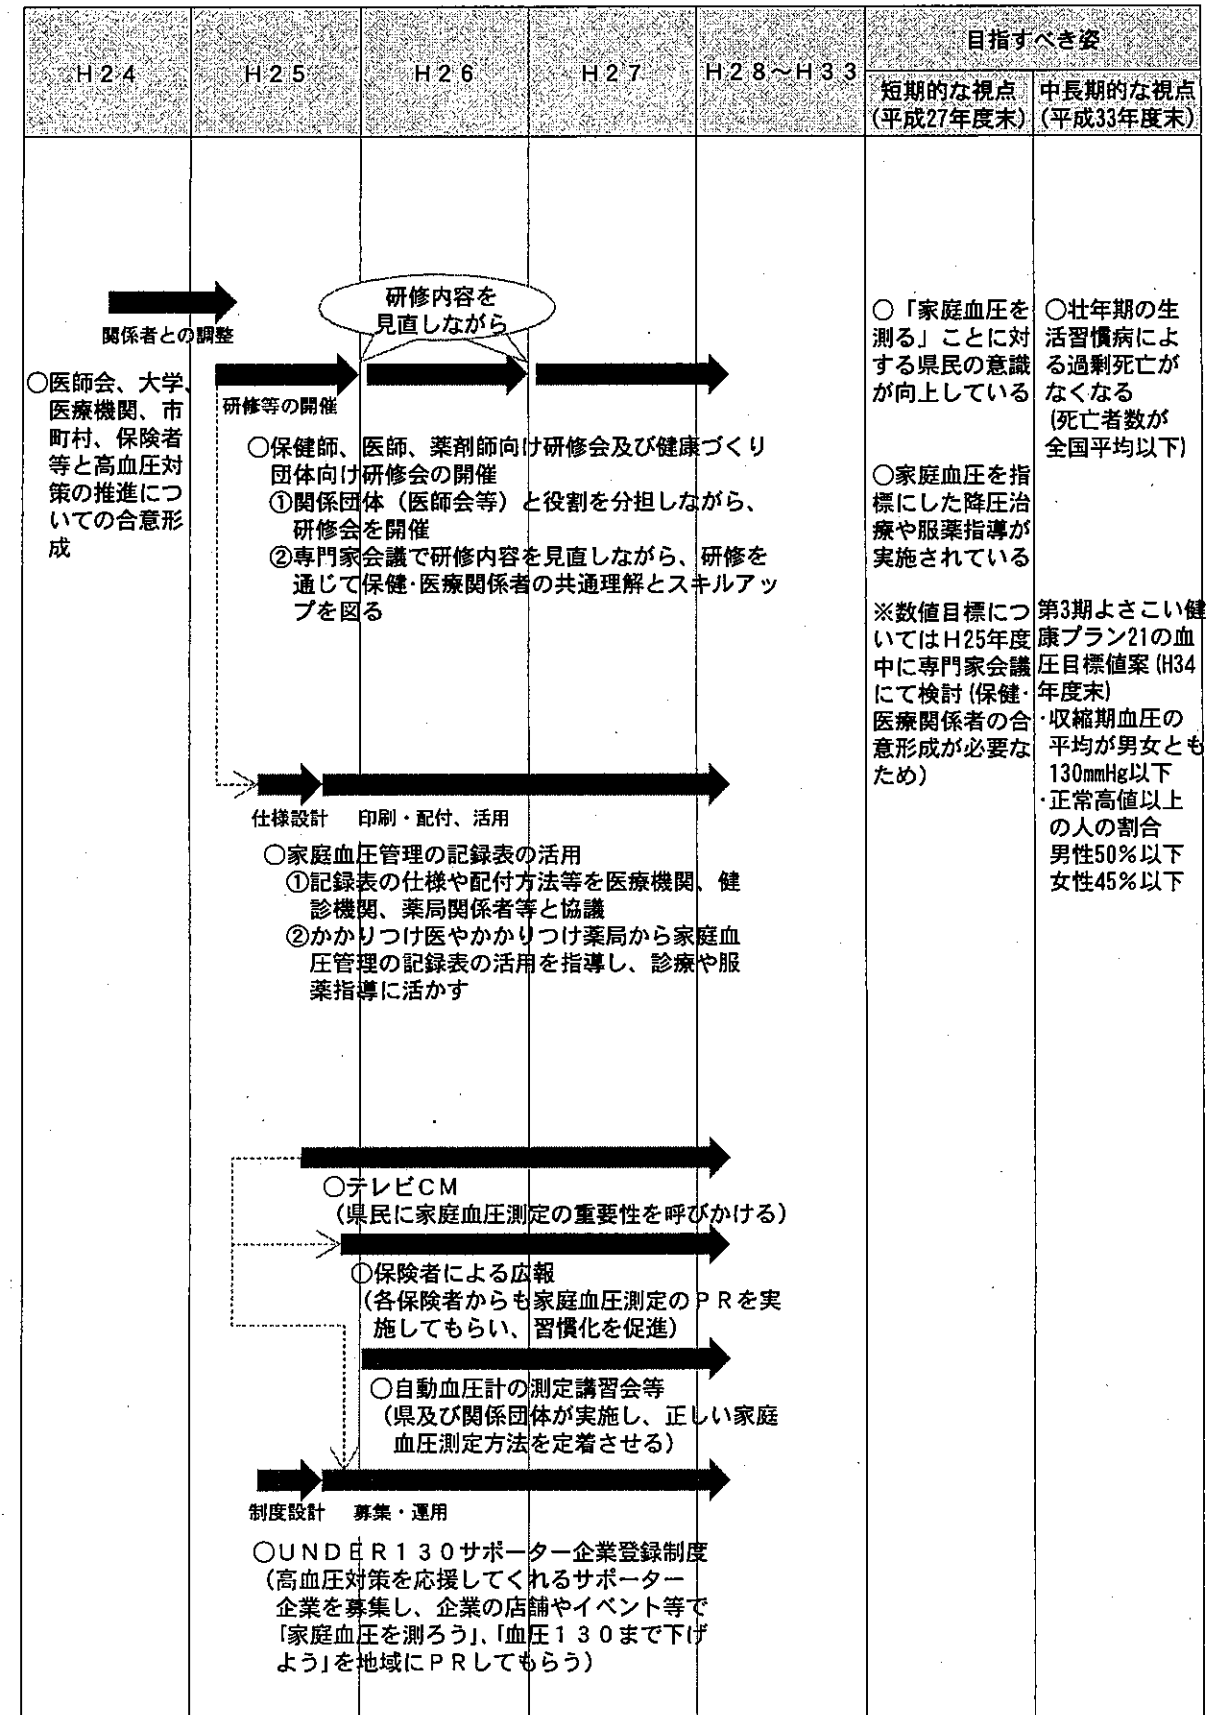 H24
H25
H26
H27
H28~H33
目指すべき姿
短期的な視点
(平成27年度末)
中長期的な視点
(平成33年度末)
関係者との調整
○医師会、大学、
医療機関、市
町村、保険者
等と高血圧対
策の推進につ
いての合意形
成
研修内容を
見直しながら
研修等の開催
○保健師、医師、薬剤師向け研修会及び健康づくり
団体向け研修会の開催
①関係団体（医師会等）と役割を分担しながら、
研修会を開催
②専門家会議で研修内容を見直しながら、研修を
通じて保健・医療関係者の共通理解とスキルアッ
プを図る
仕様設計
印刷・配付、活用
○家庭血圧管理の記録表の活用
①記録表の仕様や配付方法等を医療機関、健
診機関、薬局関係者等と協議
②かかりつけ医やかかりつけ薬局から家庭血
圧管理の記録表の活用を指導し、診療や服
薬指導に活かす
○テレビCM
（県民に家庭血圧測定の重要性を呼びかける）
○保険者による広報
（各保険者からも家庭血圧測定のPRを実
施してもらい、習慣化を促進）
○自動血圧計の測定講習会等
（県及び関係団体が実施し、正しい家庭
血圧測定方法を定着させる）
制度設計
募集・運用
○UNDER130サポーター企業登録制度
（高血圧対策を応援してくれるサポーター
企業を募集し、企業の店舗やイベント等で
「家庭血圧を測ろう」、「血圧130まで下げ
よう」を地域にPRしてもらう）
○「家庭血圧を
測る」ことに対
する県民の意識
が向上している
○家庭血圧を指
標にした降圧治
療や服薬指導が
実施されている
※数値目標につ
いてはH25年度
中に専門家会議
にて検討(保健・
医療関係者の合
意形成が必要な
ため)
○壮年期の生
活習慣病によ
る過剰死亡が
なくなる
(死亡者数が
全国平均以下)
第3期よさこい健
康プラン21の血
圧目標値案(H34
年度末)
・収縮期血圧の
平均が男女とも
130mmHg以下
・正常高値以上
の人の割合
男性50％以下
女性45％以下